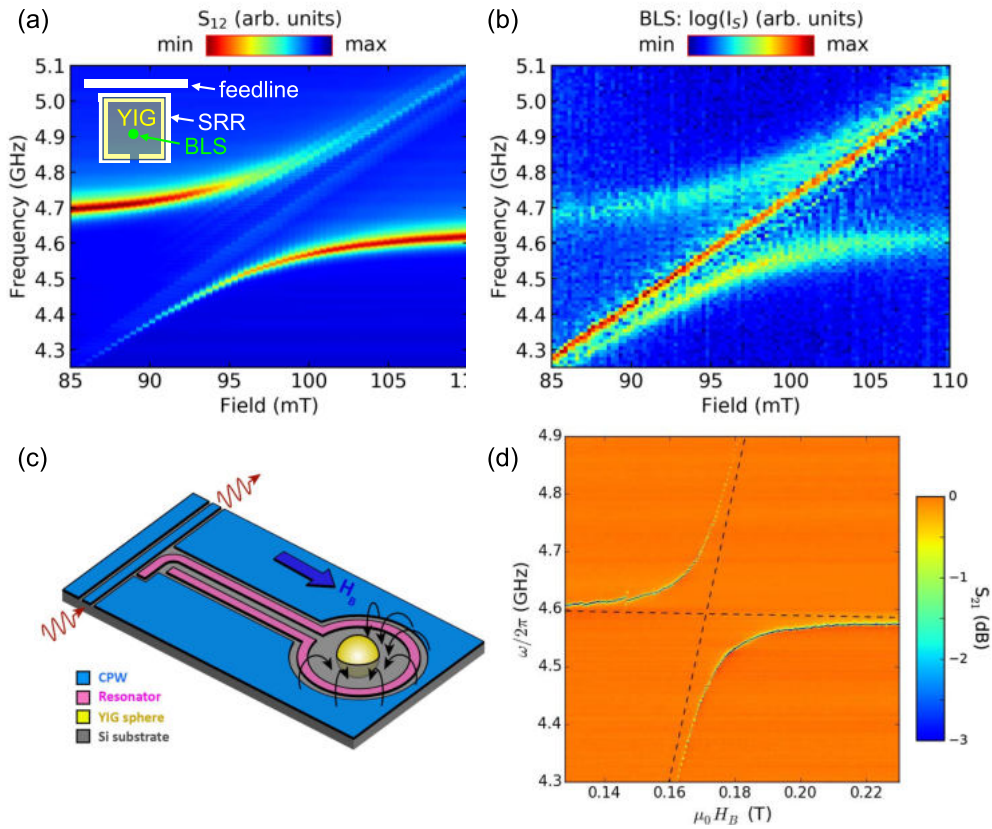 (a)
S₁₂ (arb. units)
min max
5.1
5.0
4.9
4.8
4.7
4.6
4.5
4.4
4.3
Frequency (GHz)
feedline
YIG
SRR
BLS
85 90 95 100 105 11
Field (mT)
(b)
BLS: log(I_S) (arb. units)
min max
5.1
5.0
4.9
4.8
4.7
4.6
4.5
4.4
4.3
Frequency (GHz)
85 90 95 100 105 110
Field (mT)
(c)
H_B
CPW
Resonator
YIG sphere
Si substrate
(d)
4.9
4.8
4.7
4.6
4.5
4.4
4.3
ω/2π (GHz)
0.14 0.16 0.18 0.20 0.22
μ₀H_B (T)
0
−1
−2
−3
S₂₁ (dB)